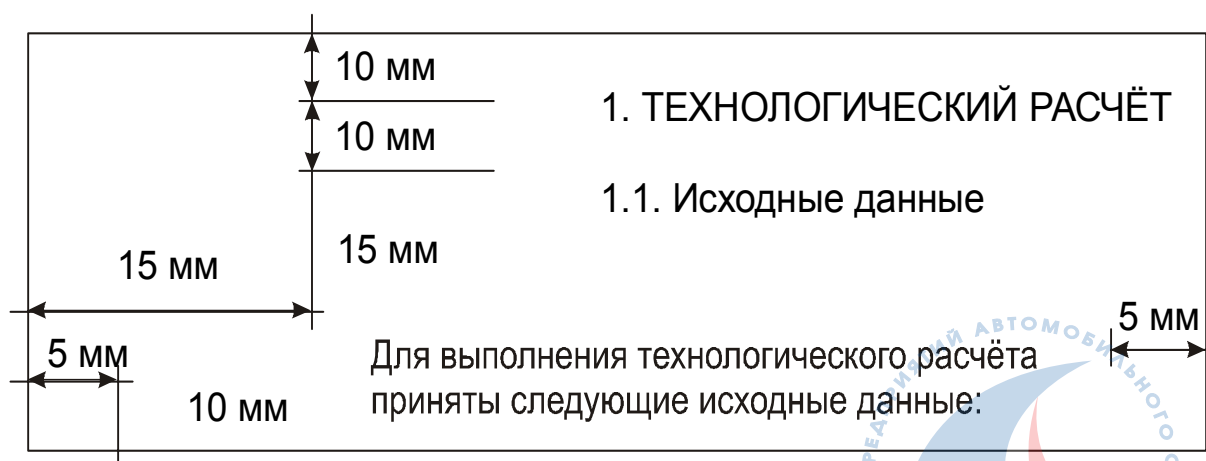 10 мм
1. ТЕХНОЛОГИЧЕСКИЙ РАСЧЁТ
10 мм
1.1. Исходные данные
15 мм
15 мм
5 мм
5 мм
Для выполнения технологического расчёта
10 мм
приняты следующие исходные данные:
АВТОМОБИЛЬНОГО